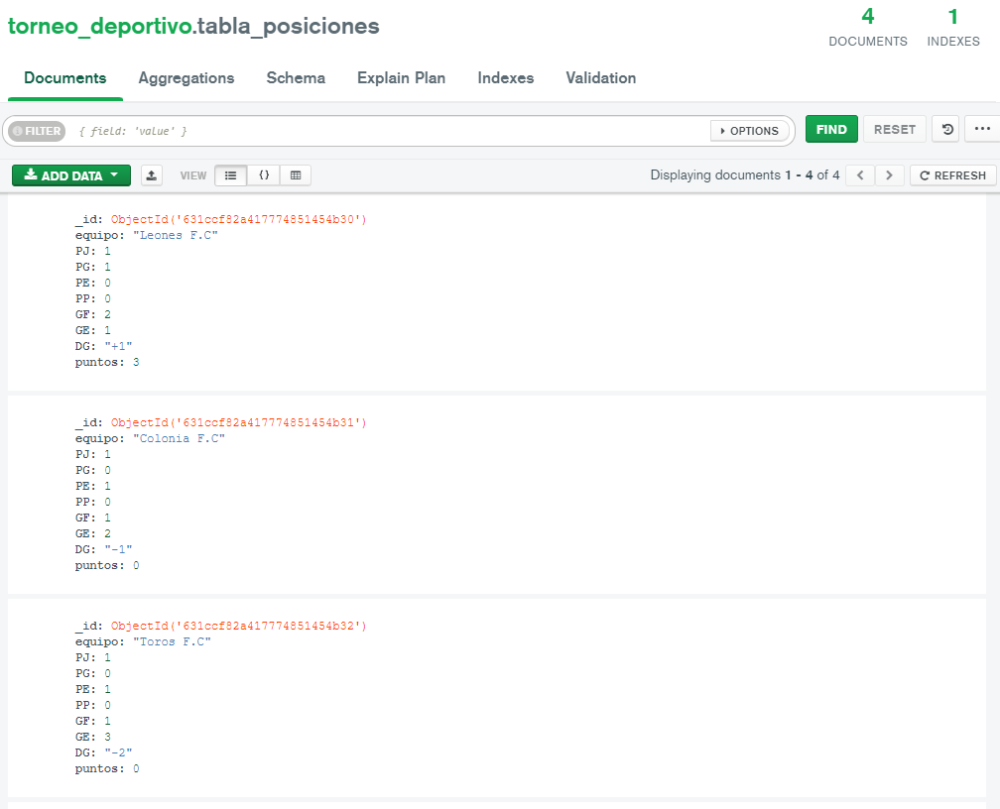 torneo_deportivo.tabla_posiciones
4
DOCUMENTS
1
INDEXES
Documents Aggregations Schema Explain Plan Indexes Validation
FILTER { field: 'value' } OPTIONS FIND RESET
ADD DATA VIEW {} Displaying documents 1 - 4 of 4 < > REFRESH
_id: ObjectId('631ccf82a417774851454b30')
equipo: "Leones F.C"
PJ: 1
PG: 1
PE: 0
PP: 0
GF: 2
GE: 1
DG: "+1"
puntos: 3
_id: ObjectId('631ccf82a417774851454b31')
equipo: "Colonia F.C"
PJ: 1
PG: 0
PE: 1
PP: 0
GF: 1
GE: 2
DG: "-1"
puntos: 0
_id: ObjectId('631ccf82a417774851454b32')
equipo: "Toros F.C"
PJ: 1
PG: 0
PE: 1
PP: 0
GF: 1
GE: 3
DG: "-2"
puntos: 0